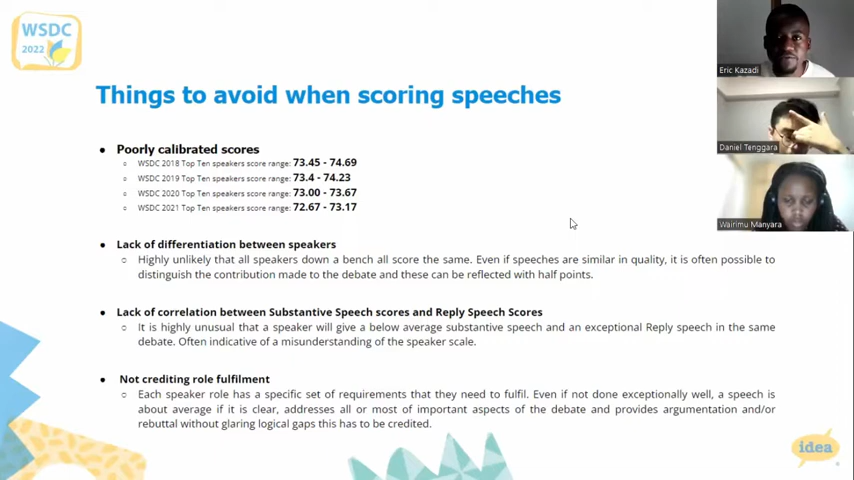 WSDC
2022
Eric Kazadi
Things to avoid when scoring speeches
Daniel Tenggara
● Poorly calibrated scores
○ WSDC 2018 Top Ten speakers score range: 73.45 - 74.69
○ WSDC 2019 Top Ten speakers score range: 73.4 - 74.23
○ WSDC 2020 Top Ten speakers score range: 73.00 - 73.67
○ WSDC 2021 Top Ten speakers score range: 72.67 - 73.17
Wairimu Manyara
● Lack of differentiation between speakers
○ Highly unlikely that all speakers down a bench all score the same. Even if speeches are similar in quality, it is often possible to
distinguish the contribution made to the debate and these can be reflected with half points.
● Lack of correlation between Substantive Speech scores and Reply Speech Scores
○ It is highly unusual that a speaker will give a below average substantive speech and an exceptional Reply speech in the same
debate. Often indicative of a misunderstanding of the speaker scale.
● Not crediting role fulfilment
○ Each speaker role has a specific set of requirements that they need to fulfil. Even if not done exceptionally well, a speech is
about average if it is clear, addresses all or most of important aspects of the debate and provides argumentation and/or
rebuttal without glaring logical gaps this has to be credited.
idea